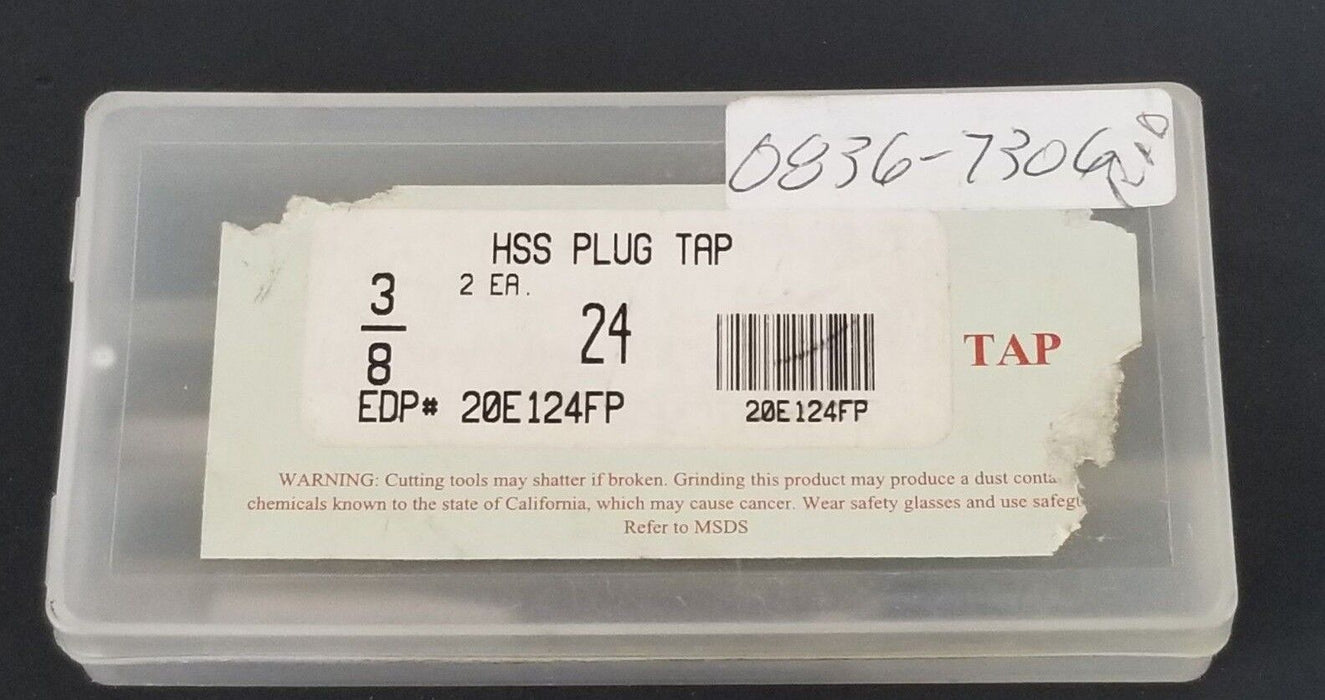 0836-7306
HSS PLUG TAP
2 EA.
3
8
24
TAP
EDP# 20E124FP
20E124FP
WARNING: Cutting tools may shatter if broken. Grinding this product may produce a dust conta
chemicals known to the state of California, which may cause cancer. Wear safety glasses and use safegu
Refer to MSDS